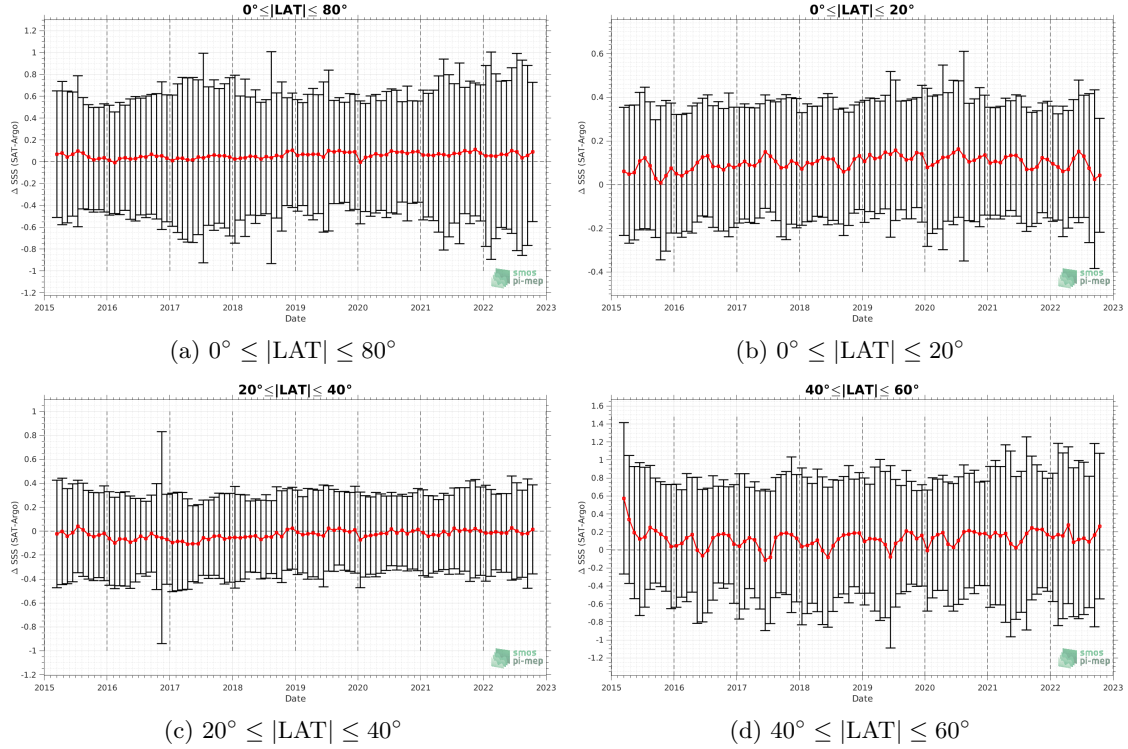 0°≤|LAT|≤ 80°
1.2
1
0.8
0.6
0.4
0.2
0
-0.2
-0.4
-0.6
-0.8
-1
-1.2
Δ SSS (SAT-Argo)
smos
pi-mep
2015 2016 2017 2018 2019 2020 2021 2022 2023
Date
(a) 0° ≤ |LAT| ≤ 80°
0°≤|LAT|≤ 20°
0.6
0.4
0.2
0
-0.2
-0.4
Δ SSS (SAT-Argo)
smos
pi-mep
2015 2016 2017 2018 2019 2020 2021 2022 2023
Date
(b) 0° ≤ |LAT| ≤ 20°
20°≤|LAT|≤ 40°
1
0.8
0.6
0.4
0.2
0
-0.2
-0.4
-0.6
-0.8
-1
-1.2
Δ SSS (SAT-Argo)
smos
pi-mep
2015 2016 2017 2018 2019 2020 2021 2022 2023
Date
(c) 20° ≤ |LAT| ≤ 40°
40°≤|LAT|≤ 60°
1.6
1.4
1.2
1
0.8
0.6
0.4
0.2
0
-0.2
-0.4
-0.6
-0.8
-1
-1.2
Δ SSS (SAT-Argo)
smos
pi-mep
2015 2016 2017 2018 2019 2020 2021 2022 2023
Date
(d) 40° ≤ |LAT| ≤ 60°